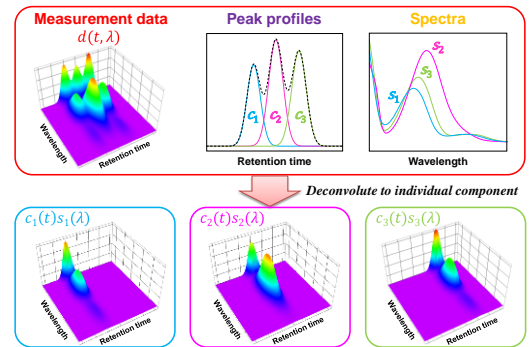 Measurement data
d(t, λ)
Wavelength
Retention time
Peak profiles
C₁
C₂
C₃
Retention time
Spectra
S₂
S₃
S₁
Wavelength
Deconvolute to individual component
c₁(t)s₁(λ)
Wavelength
Retention time
c₂(t)s₂(λ)
Wavelength
Retention time
c₃(t)s₃(λ)
Wavelength
Retention time